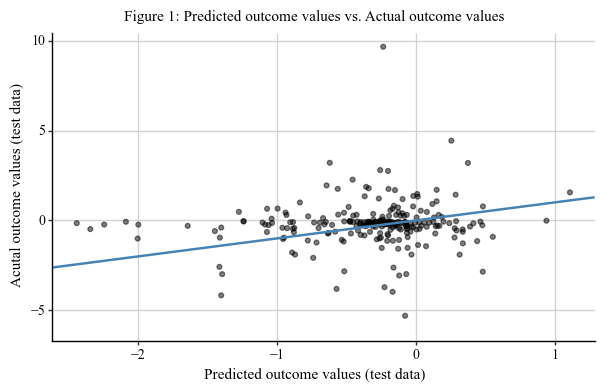 Figure 1: Predicted outcome values vs. Actual outcome values
10
5
0
−5
Acutal outcome values (test data)
−2
−1
0
1
Predicted outcome values (test data)